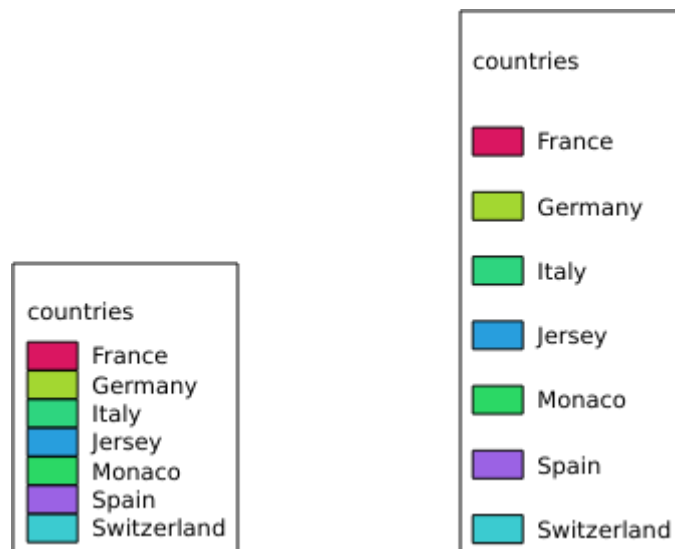 countries
France
Germany
Italy
Jersey
Monaco
Spain
Switzerland
countries
France
Germany
Italy
Jersey
Monaco
Spain
Switzerland